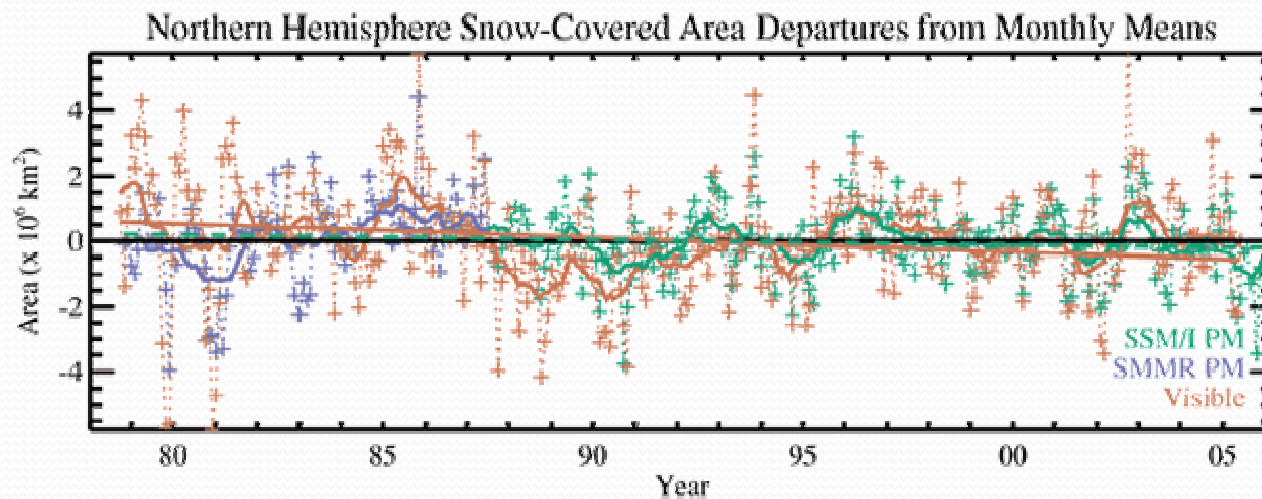 Northern Hemisphere Snow-Covered Area Departures from Monthly Means
Area (x 10⁶ km²)
4
2
0
-2
-4
SSM/I PM
SMMR PM
Visible
80 85 90 95 00 05
Year